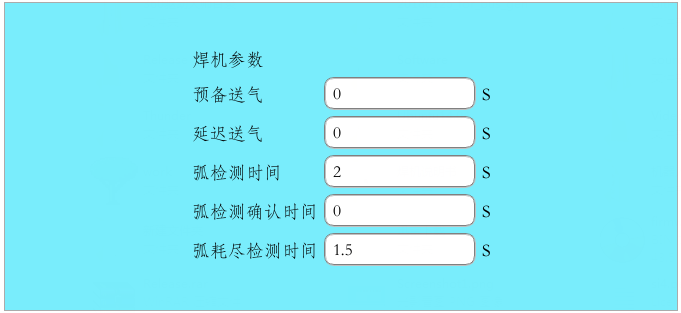 焊机参数
预备送气 0 S
延迟送气 0 S
弧检测时间 2 S
弧检测确认时间 0 S
弧耗尽检测时间 1.5 S